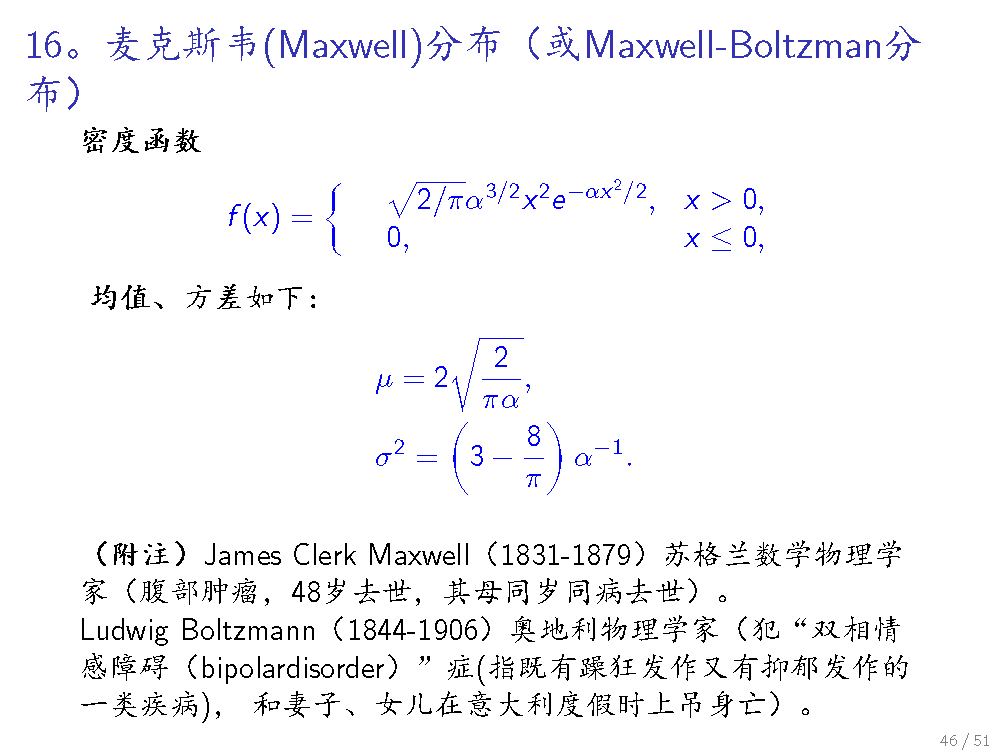 16。麦克斯韦(Maxwell)分布（或Maxwell-Boltzman分
布）
密度函数
f(x) = { √(2/π)α^{3/2}x^2e^{−αx^2/2}, x > 0,
0, x ≤ 0,
均值、方差如下：
μ = 2√(2/(πα)),
σ^2 = (3 − 8/π) α^{−1}.
（附注）James Clerk Maxwell（1831-1879）苏格兰数学物理学
家（腹部肿瘤，48岁去世，其母同岁同病去世）。
Ludwig Boltzmann（1844-1906）奥地利物理学家（犯“双相情
感障碍（bipolardisorder）”症(指既有躁狂发作又有抑郁发作的
一类疾病)， 和妻子、女儿在意大利度假时上吊身亡）。
46 / 51